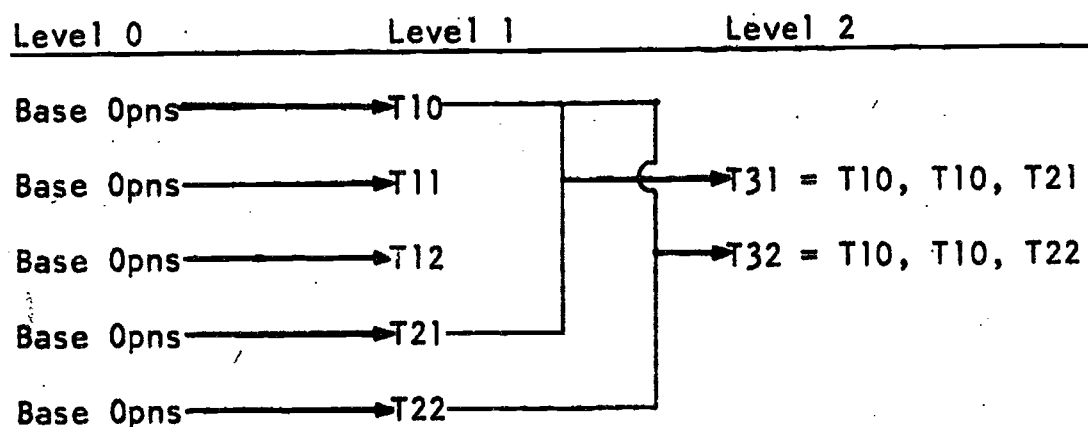 Level 0 Level 1 Level 2
Base Opns T10
Base Opns T11 T31 = T10, T10, T21
Base Opns T12 T32 = T10, T10, T22
Base Opns T21
Base Opns T22